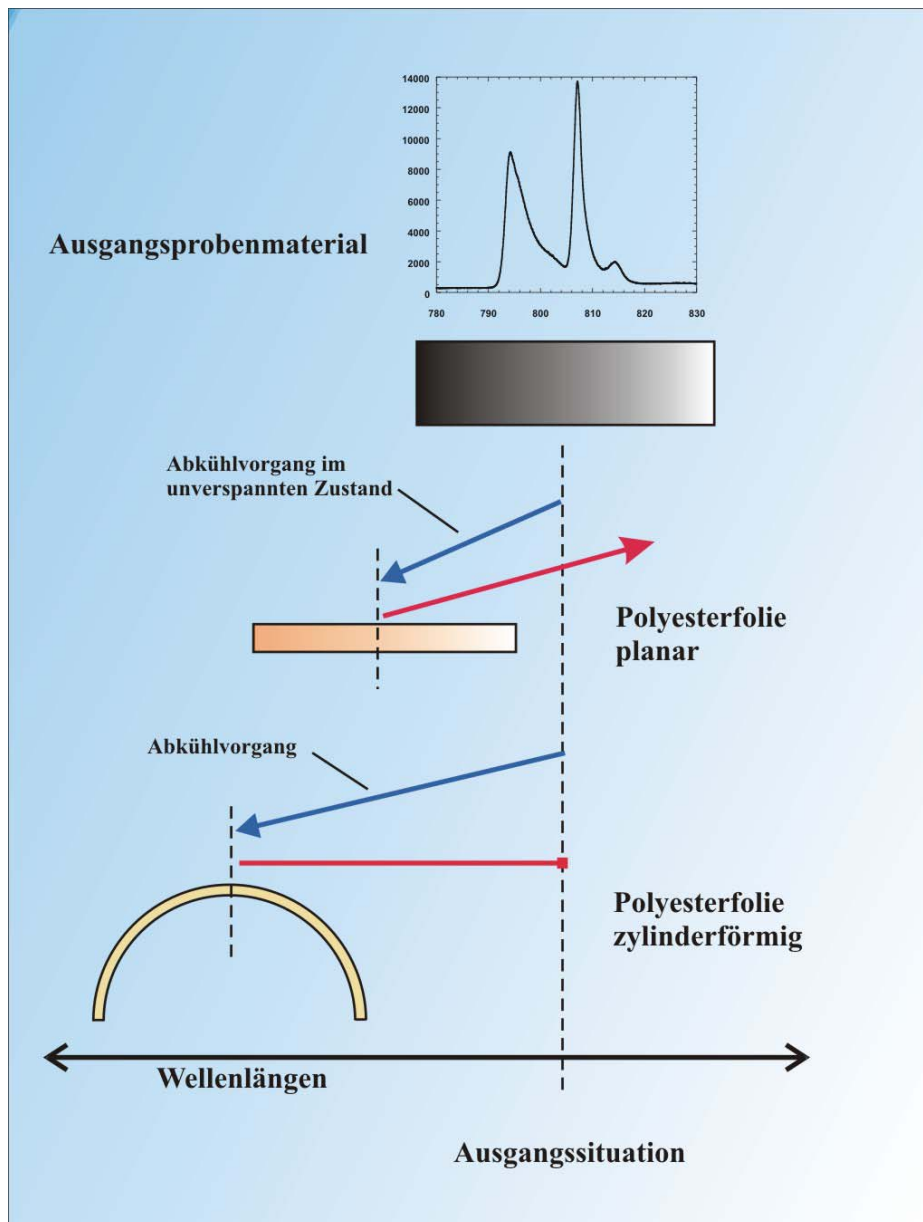 14000
12000
10000
8000
6000
4000
2000
0
780 790 800 810 820 830
Ausgangsprobenmaterial
Abkühlvorgang im
unverspannten Zustand
Polyesterfolie
planar
Abkühlvorgang
Polyesterfolie
zylinderförmig
Wellenlängen
Ausgangssituation